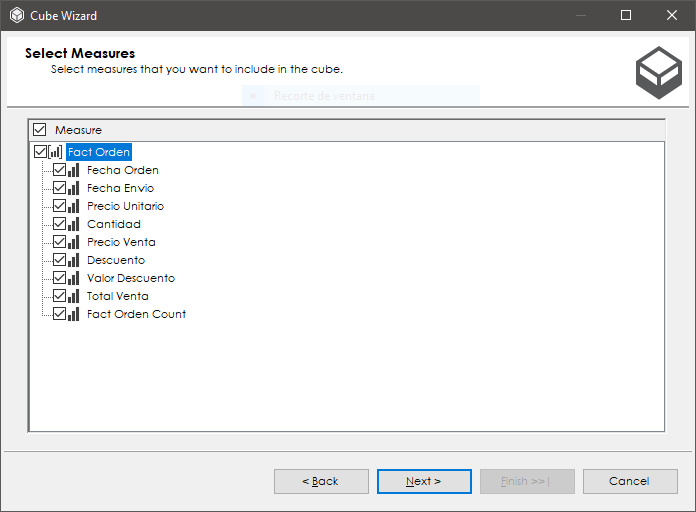 Cube Wizard
Select Measures
Select measures that you want to include in the cube.
Recorte de ventana
Measure
Fact Orden
Fecha Orden
Fecha Envio
Precio Unitario
Cantidad
Precio Venta
Descuento
Valor Descuento
Total Venta
Fact Orden Count
< Back
Next >
Finish >>|
Cancel